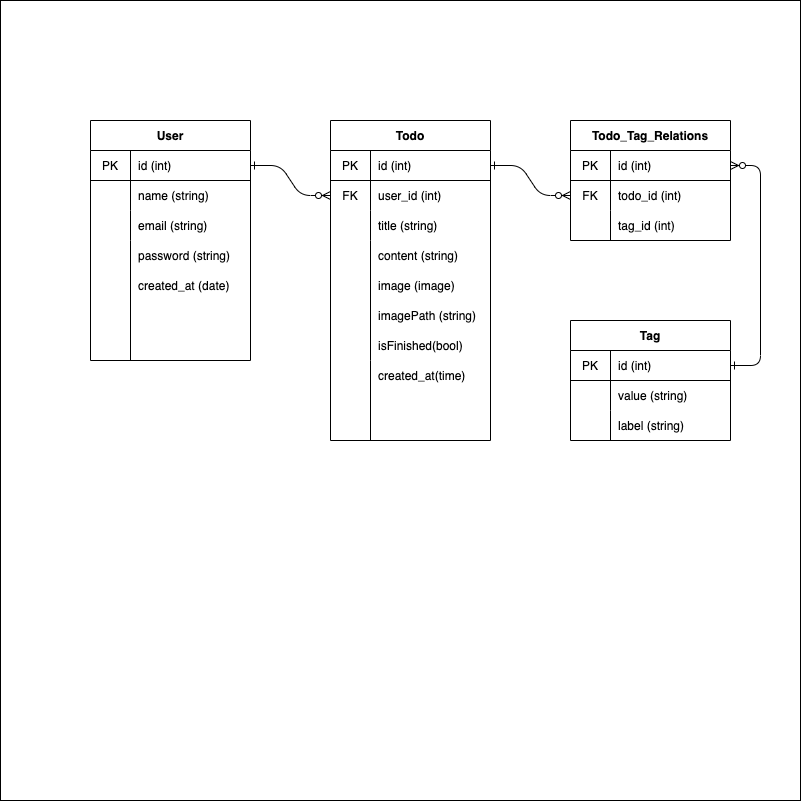 User
PK id (int)
name (string)
email (string)
password (string)
created_at (date)
Todo
PK id (int)
FK user_id (int)
title (string)
content (string)
image (image)
imagePath (string)
isFinished(bool)
created_at(time)
Todo_Tag_Relations
PK id (int)
FK todo_id (int)
tag_id (int)
Tag
PK id (int)
value (string)
label (string)